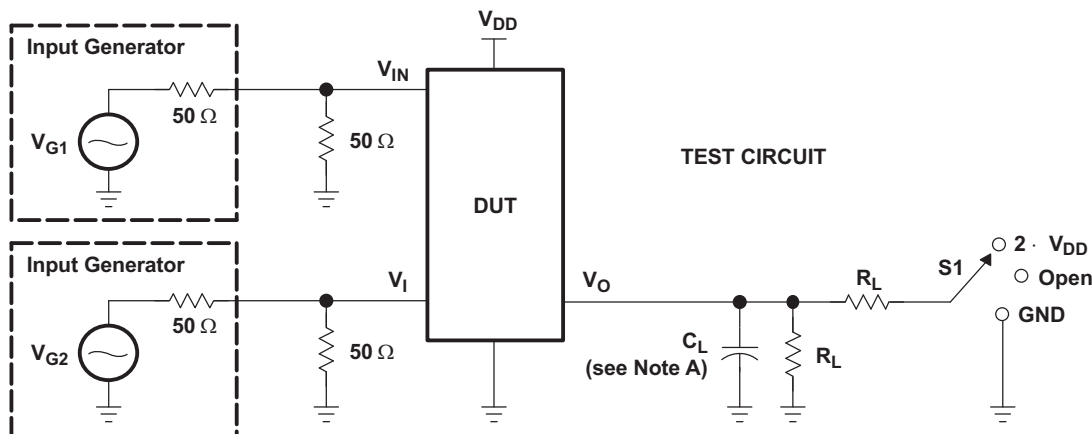 V_DD
Input Generator
V_IN
50 Ω
V_G1
50 Ω
TEST CIRCUIT
DUT
Input Generator
V_I
V_O
50 Ω
V_G2
50 Ω
S1
2 · V_DD
Open
GND
R_L
C_L
(see Note A)
R_L